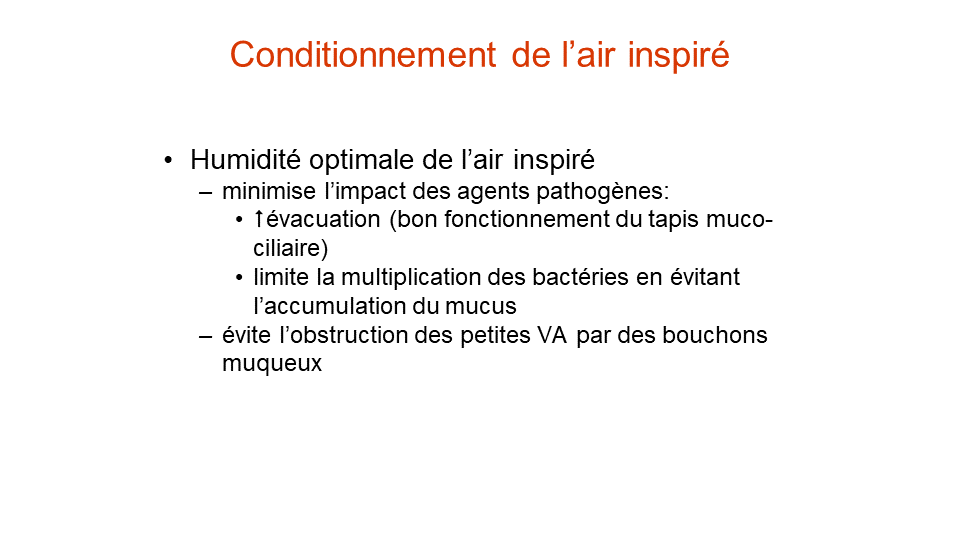 Conditionnement de l’air inspiré
• Humidité optimale de l’air inspiré
– minimise l’impact des agents pathogènes:
• ↑évacuation (bon fonctionnement du tapis muco-
ciliaire)
• limite la multiplication des bactéries en évitant
l’accumulation du mucus
– évite l’obstruction des petites VA par des bouchons
muqueux